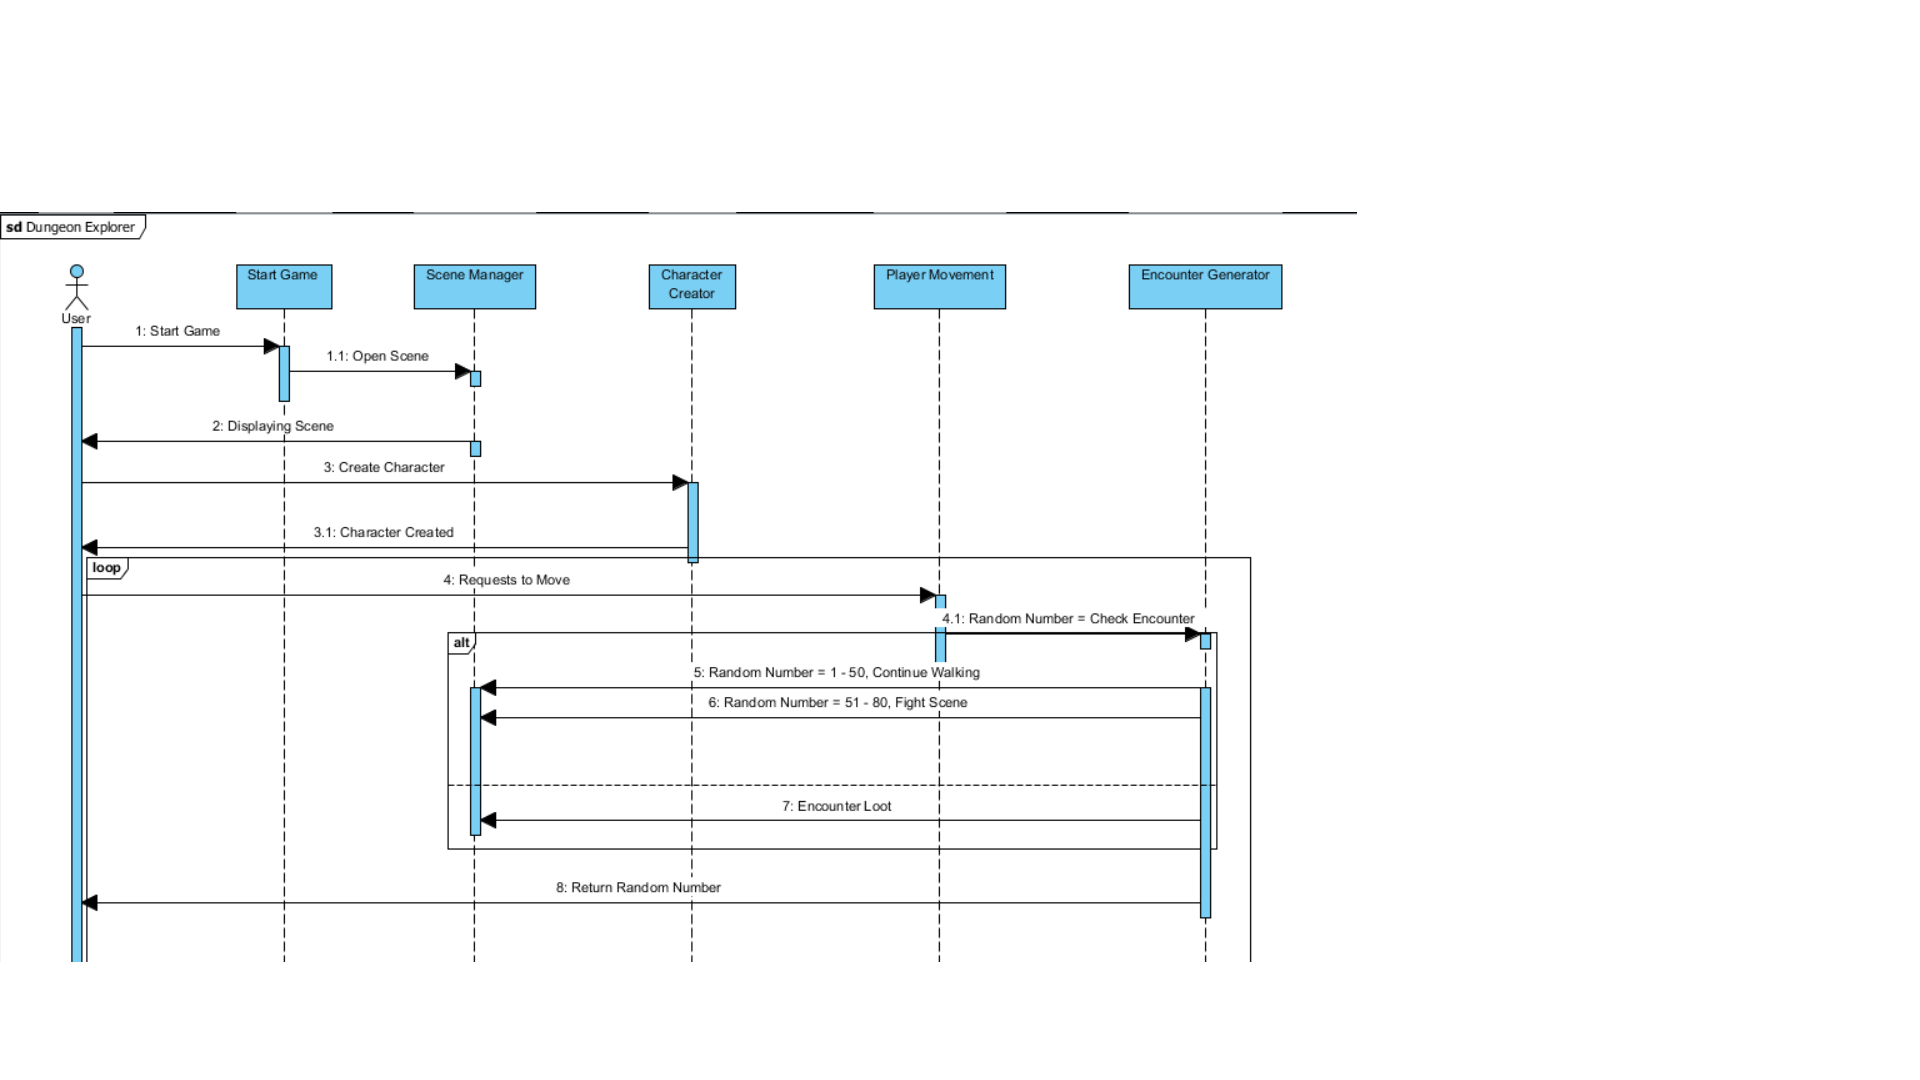 sd Dungeon Explorer
User
Start Game
Scene Manager
Character
Creator
Player Movement
Encounter Generator
1: Start Game
1.1: Open Scene
2: Displaying Scene
3: Create Character
3.1: Character Created
loop
4: Requests to Move
4.1: Random Number = Check Encounter
alt
5: Random Number = 1 - 50, Continue Walking
6: Random Number = 51 - 80, Fight Scene
7: Encounter Loot
8: Return Random Number